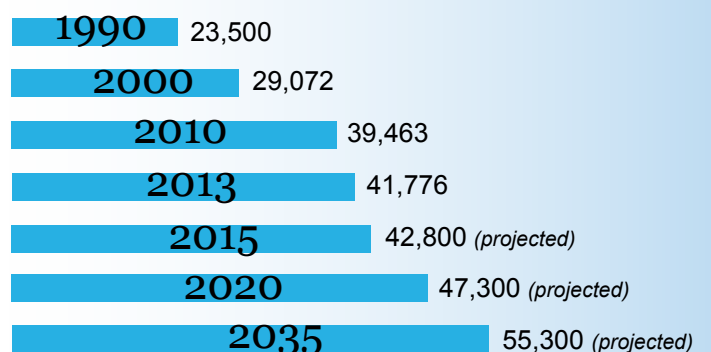 1990 23,500
2000 29,072
2010 39,463
2013 41,776
2015 42,800 (projected)
2020 47,300 (projected)
2035 55,300 (projected)